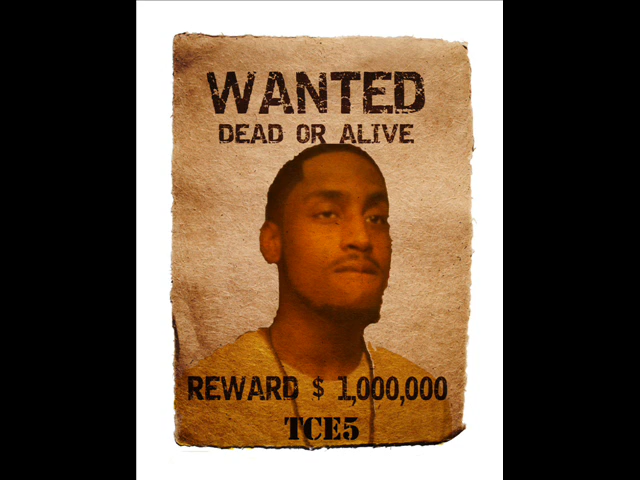 WANTED
DEAD OR ALIVE
REWARD $ 1,000,000
TCE5